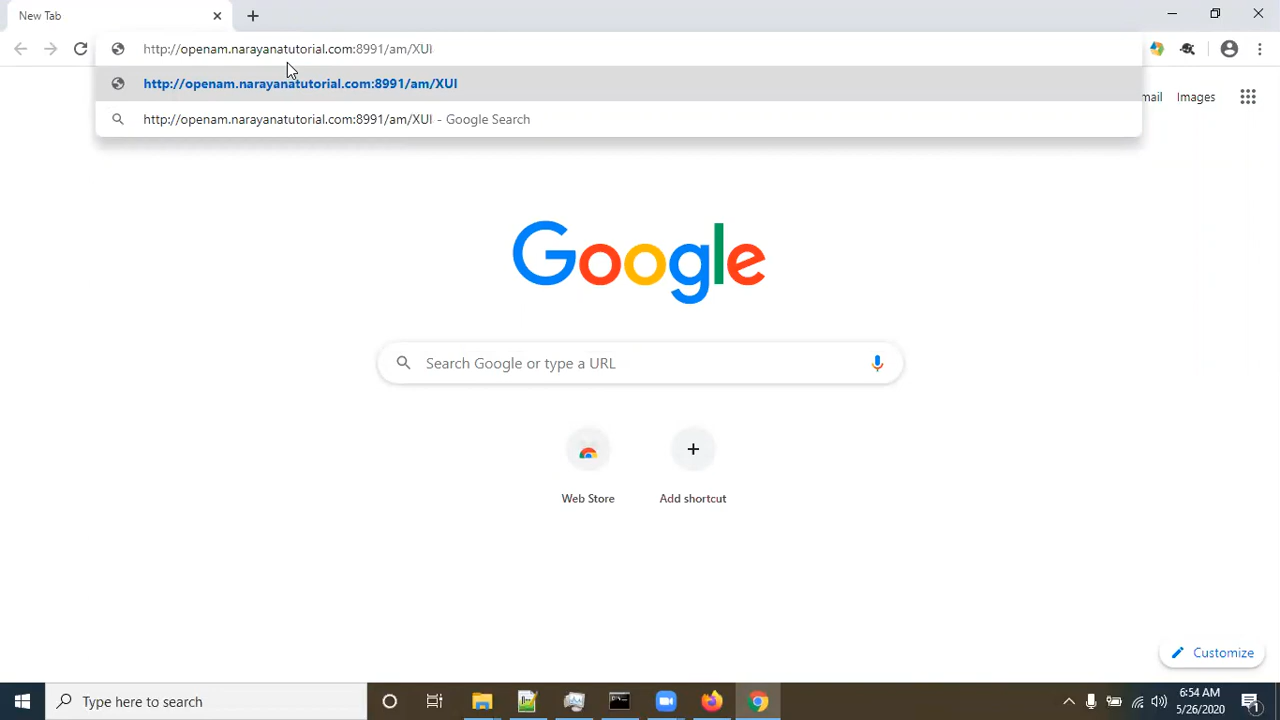 New Tab
http://openam.narayanatutorial.com:8991/am/XUI
http://openam.narayanatutorial.com:8991/am/XUI
http://openam.narayanatutorial.com:8991/am/XUI - Google Search
mail Images
Google
Search Google or type a URL
Web Store Add shortcut
Customize
Type here to search
6:54 AM
5/26/2020
1